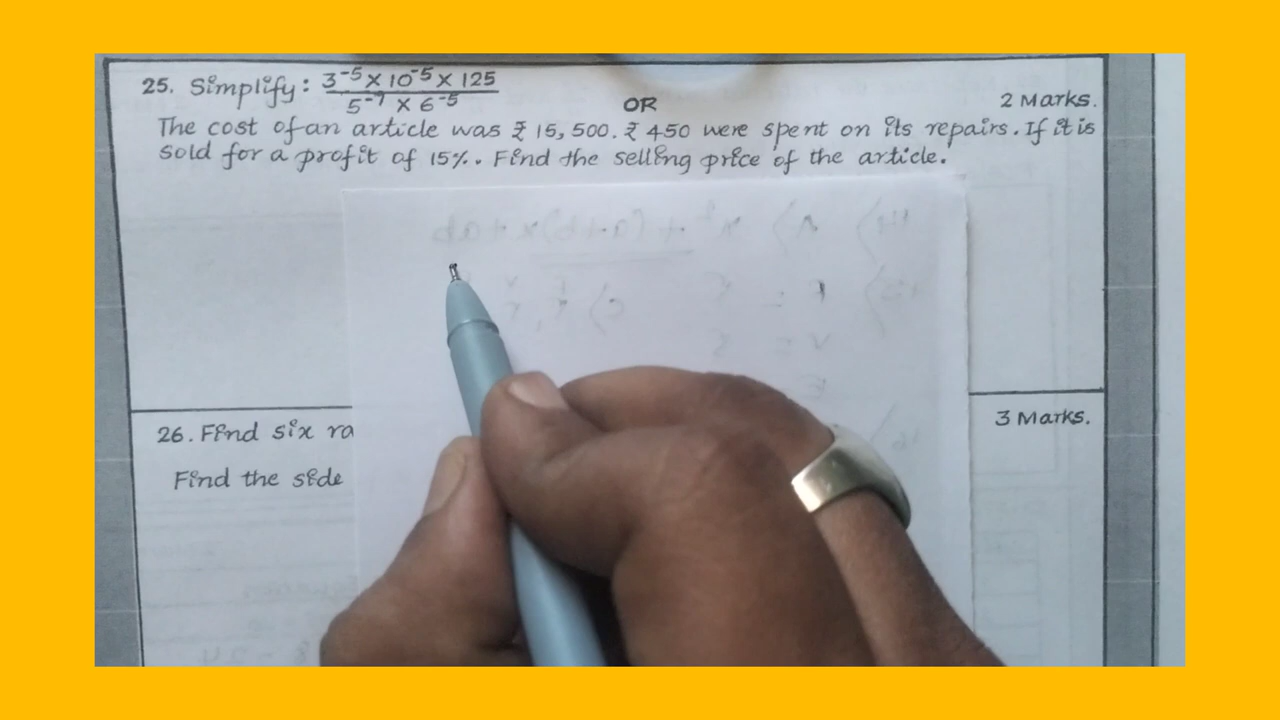 25. Simplify: 3⁻⁵ × 10⁻⁵ × 125 / 5⁻⁷ × 6⁻⁵
OR
2 Marks.
The cost of an article was ₹ 15,500. ₹ 450 were spent on its repairs. If it is
sold for a profit of 15%. Find the selling price of the article.
26. Find six ra
3 Marks.
Find the side